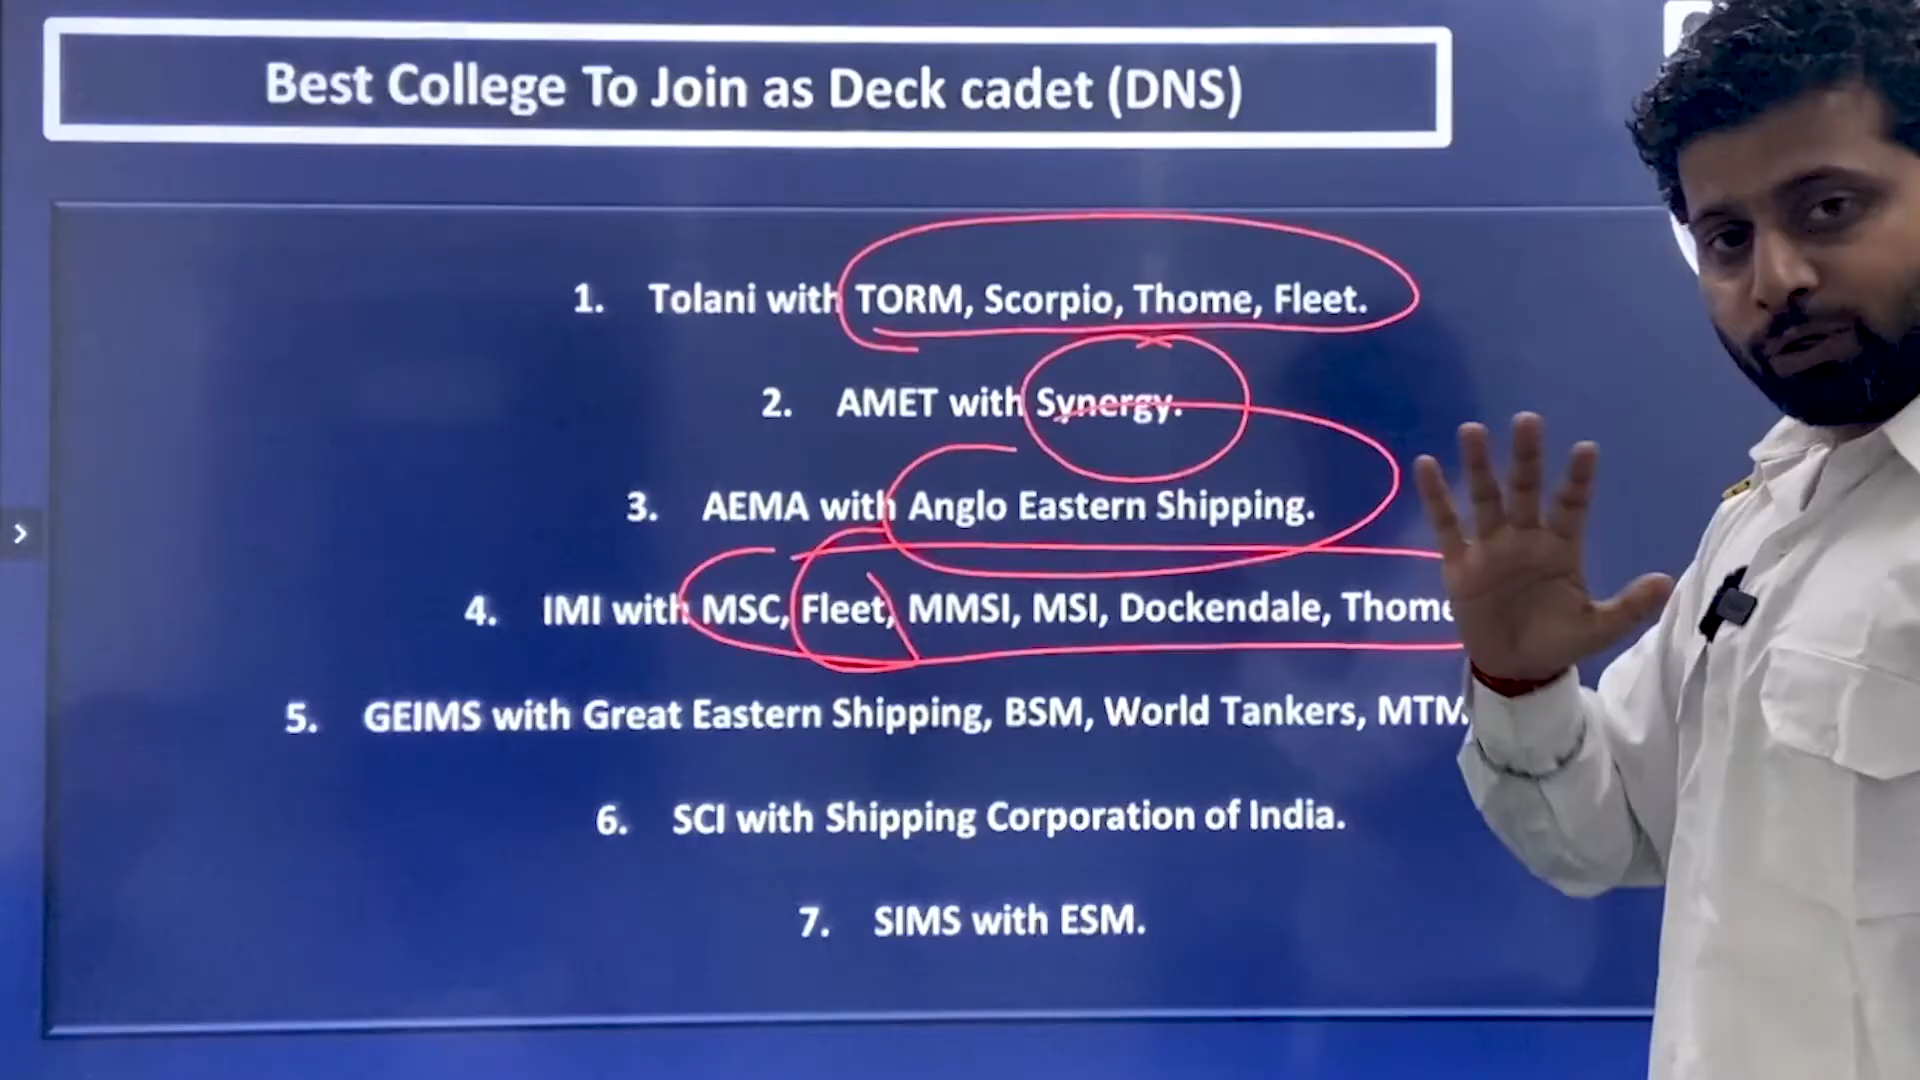 Best College To Join as Deck cadet (DNS)
1. Tolani with TORM, Scorpio, Thome, Fleet.
2. AMET with Synergy.
3. AEMA with Anglo Eastern Shipping.
4. IMI with MSC, Fleet, MMSI, MSI, Dockendale, Thome
5. GEIMS with Great Eastern Shipping, BSM, World Tankers, MTM
6. SCI with Shipping Corporation of India.
7. SIMS with ESM.